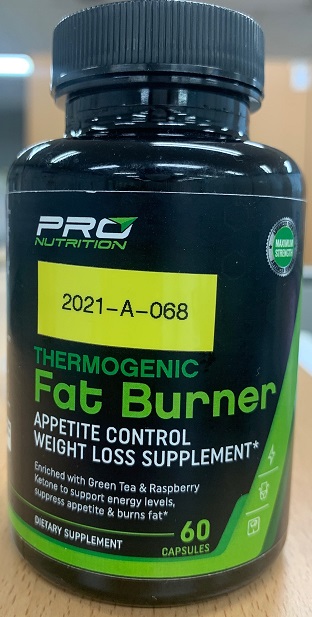 PRO
NUTRITION
MAXIMUM
STRENGTH
2021-A-068
THERMOGENIC
Fat Burner
APPETITE CONTROL
WEIGHT LOSS SUPPLEMENT*
Enriched with Green Tea & Raspberry
Ketone to support energy levels,
suppress appetite & burns fat*
DIETARY SUPPLEMENT
60
CAPSULES